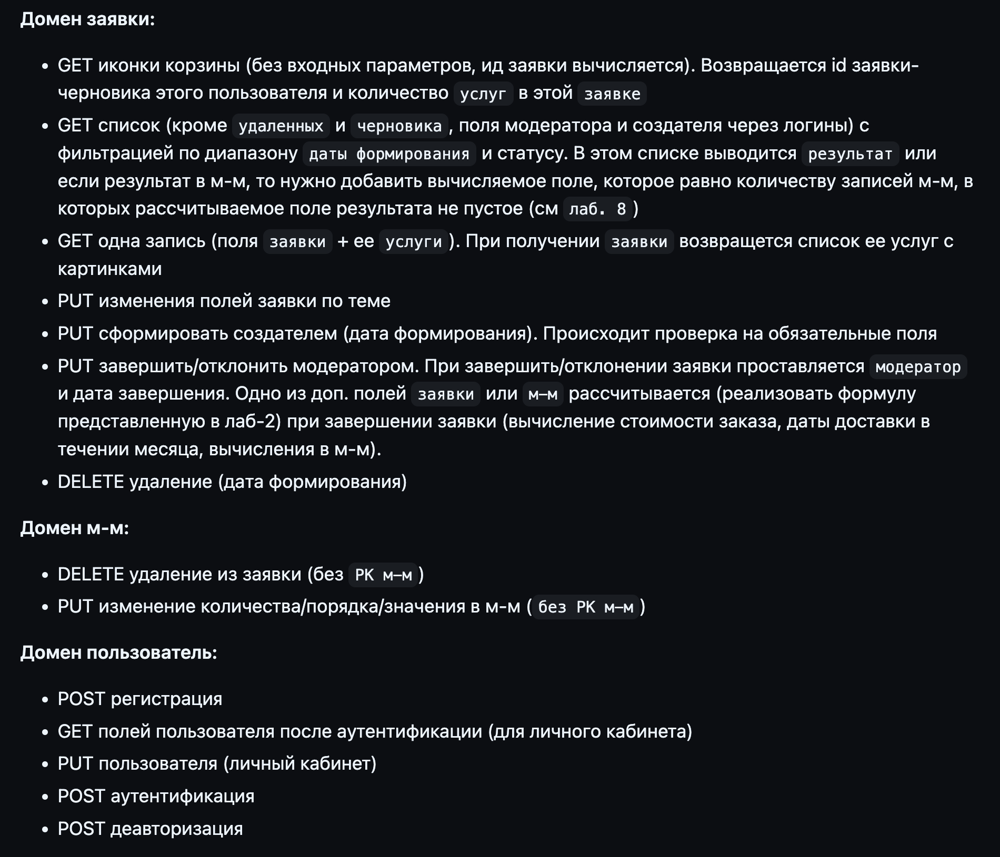 Домен заявки:
• GET иконки корзины (без входных параметров, ид заявки вычисляется). Возвращается id заявки-
черновика этого пользователя и количество услуг в этой заявке
• GET список (кроме удаленных и черновика, поля модератора и создателя через логины) с
фильтрацией по диапазону даты формирования и статусу. В этом списке выводится результат или
если результат в м-м, то нужно добавить вычисляемое поле, которое равно количеству записей м-м, в
которых рассчитываемое поле результата не пустое (см лаб. 8)
• GET одна запись (поля заявки + ее услуги). При получении заявки возвращется список ее услуг с
картинками
• PUT изменения полей заявки по теме
• PUT сформировать создателем (дата формирования). Происходит проверка на обязательные поля
• PUT завершить/отклонить модератором. При завершить/отклонении заявки проставляется модератор
и дата завершения. Одно из доп. полей заявки или м–м рассчитывается (реализовать формулу
представленную в лаб-2) при завершении заявки (вычисление стоимости заказа, даты доставки в
течении месяца, вычисления в м-м).
• DELETE удаление (дата формирования)
Домен м-м:
• DELETE удаление из заявки (без PK м–м)
• PUT изменение количества/порядка/значения в м-м (без PK м–м)
Домен пользователь:
• POST регистрация
• GET полей пользователя после аутентификации (для личного кабинета)
• PUT пользователя (личный кабинет)
• POST аутентификация
• POST деавторизация